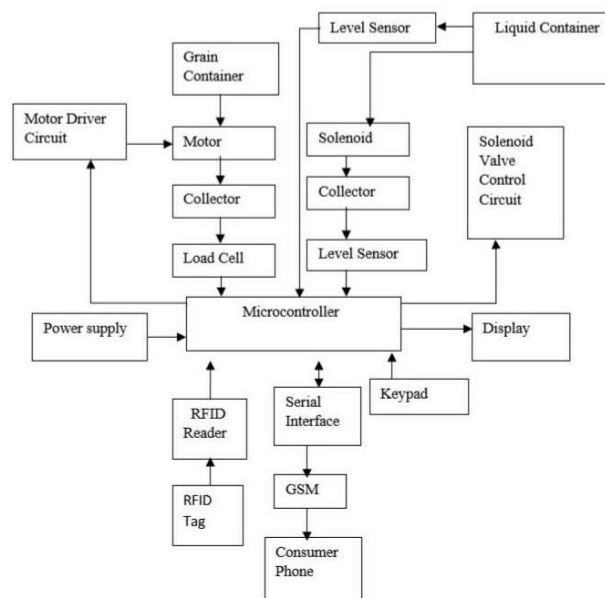 Level Sensor
Liquid Container
Grain
Container
Motor Driver
Circuit
Motor
Solenoid
Solenoid
Valve
Control
Circuit
Collector
Collector
Load Cell
Level Sensor
Microcontroller
Power supply
Display
RFID
Reader
Serial
Interface
Keypad
RFID
Tag
GSM
Consumer
Phone